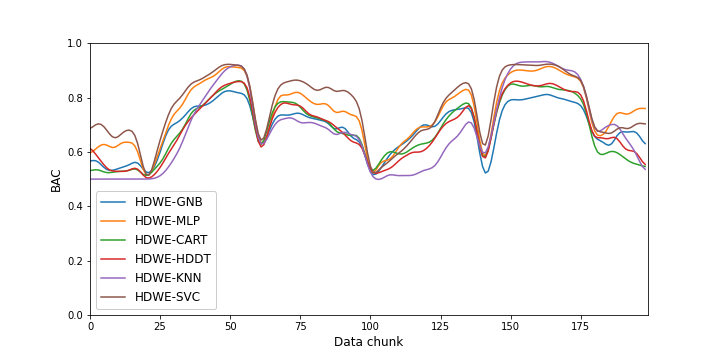 1.0
0.8
0.6
0.4
0.2
0.0
BAC
HDWE-GNB
HDWE-MLP
HDWE-CART
HDWE-HDDT
HDWE-KNN
HDWE-SVC
0 25 50 75 100 125 150 175
Data chunk